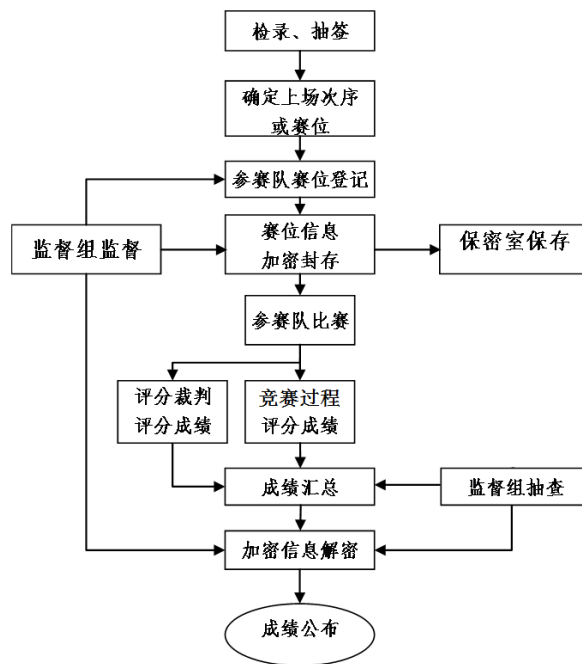 检录、抽签
确定上场次序
或赛位
参赛队赛位登记
监督组监督
赛位信息
加密封存
保密室保存
参赛队比赛
评分裁判
评分成绩
竞赛过程
评分成绩
成绩汇总
监督组抽查
加密信息解密
成绩公布